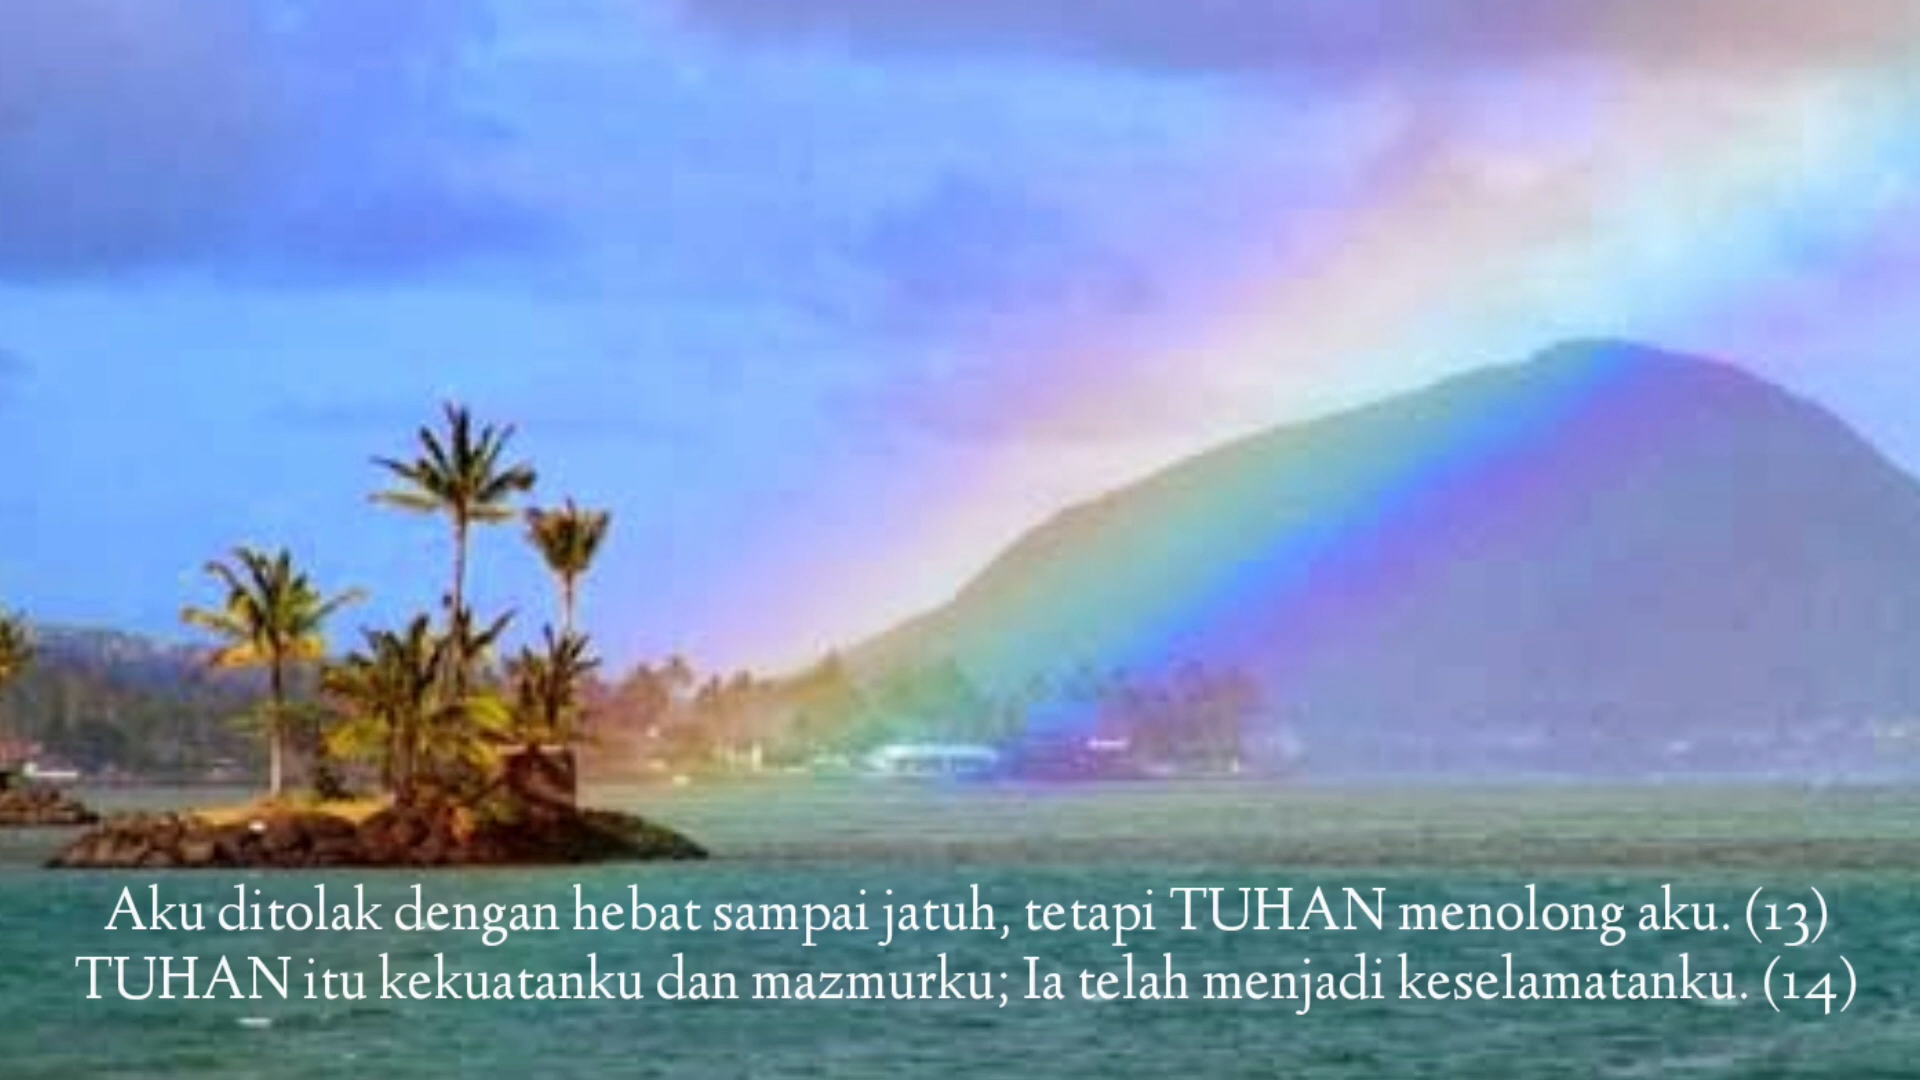 Aku ditolak dengan hebat sampai jatuh, tetapi TUHAN menolong aku. (13)
TUHAN itu kekuatanku dan mazmurku; Ia telah menjadi keselamatanku. (14)